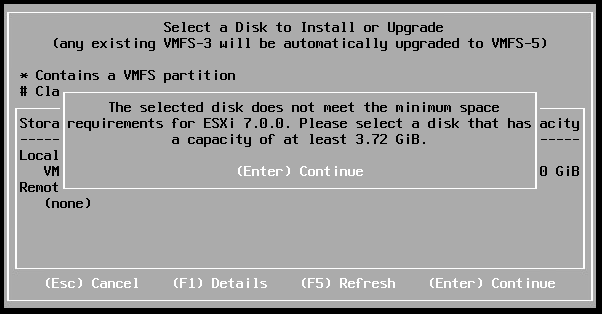 Select a Disk to Install or Upgrade
(any existing VMFS-3 will be automatically upgraded to VMFS-5)
* Contains a VMFS partition
# Cla
The selected disk does not meet the minimum space
Stora requirements for ESXi 7.0.0. Please select a disk that has acity
----- a capacity of at least 3.72 GiB. -----
Local
VM (Enter) Continue 0 GiB
Remot
(none)
(Esc) Cancel (F1) Details (F5) Refresh (Enter) Continue